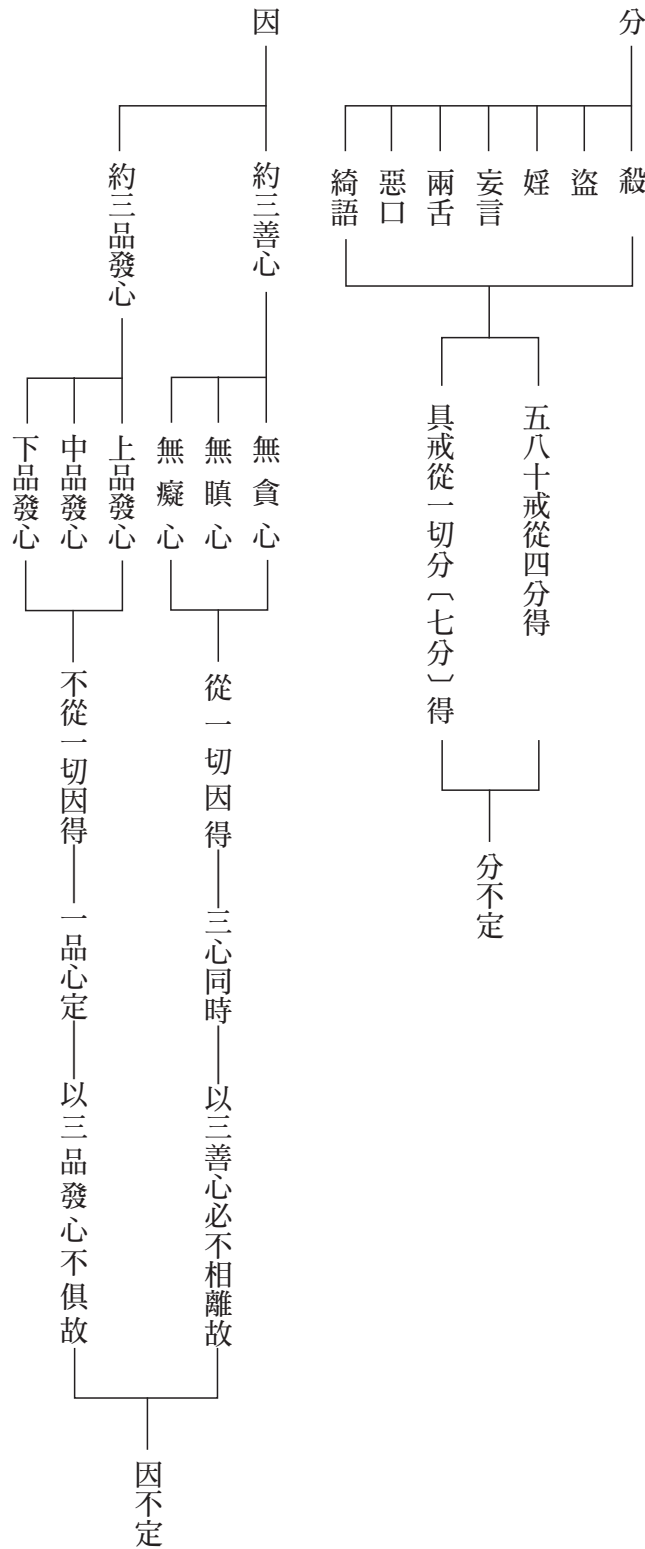 分
殺
盜
婬
妄言
兩舌
惡口
綺語
五八十戒從四分得
具戒從一切分〔七分〕得
分不定
因
約三善心
無貪心
無瞋心
無癡心
從一切因得
三心同時
以三善心必不相離故
約三品發心
上品發心
中品發心
下品發心
不從一切因得
一品心定
以三品發心不俱故
因不定